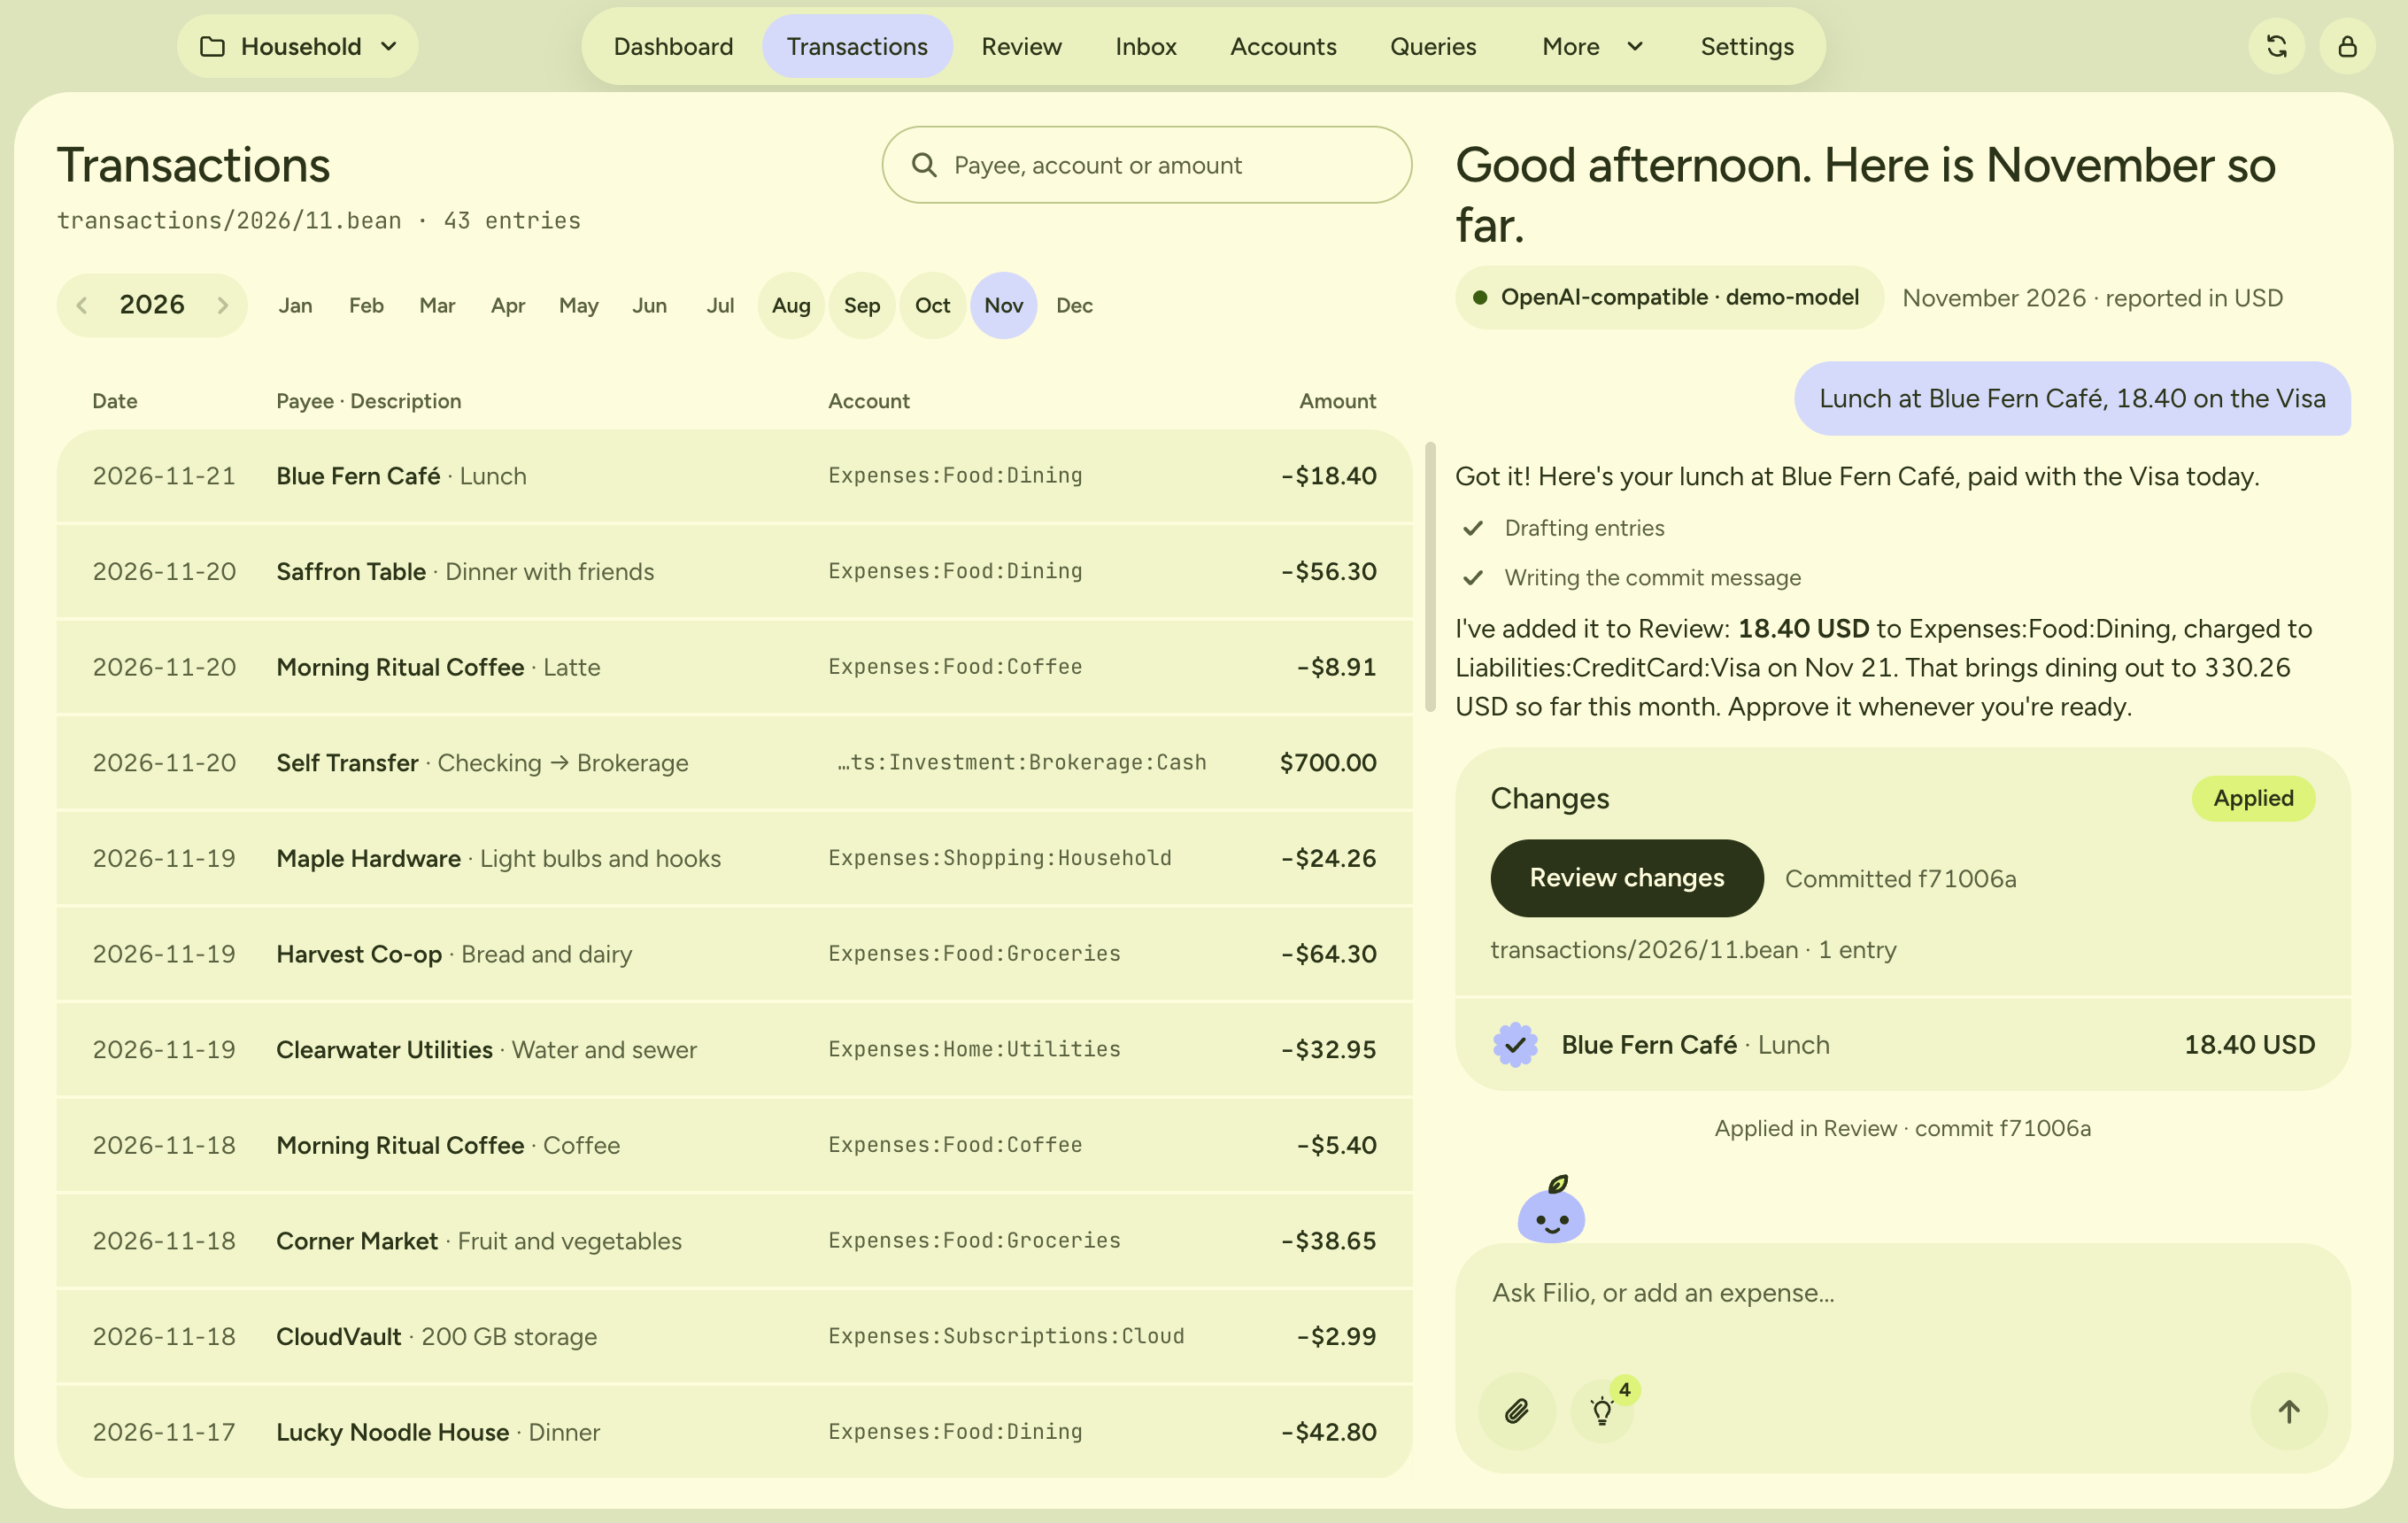 Household
Dashboard Transactions Review Inbox Accounts Queries More Settings
Transactions
transactions/2026/11.bean · 43 entries
Payee, account or amount
2026 Jan Feb Mar Apr May Jun Jul Aug Sep Oct Nov Dec
Date Payee · Description Account Amount
2026-11-21 Blue Fern Café · Lunch Expenses:Food:Dining -$18.40
2026-11-20 Saffron Table · Dinner with friends Expenses:Food:Dining -$56.30
2026-11-20 Morning Ritual Coffee · Latte Expenses:Food:Coffee -$8.91
2026-11-20 Self Transfer · Checking → Brokerage …ts:Investment:Brokerage:Cash $700.00
2026-11-19 Maple Hardware · Light bulbs and hooks Expenses:Shopping:Household -$24.26
2026-11-19 Harvest Co-op · Bread and dairy Expenses:Food:Groceries -$64.30
2026-11-19 Clearwater Utilities · Water and sewer Expenses:Home:Utilities -$32.95
2026-11-18 Morning Ritual Coffee · Coffee Expenses:Food:Coffee -$5.40
2026-11-18 Corner Market · Fruit and vegetables Expenses:Food:Groceries -$38.65
2026-11-18 CloudVault · 200 GB storage Expenses:Subscriptions:Cloud -$2.99
2026-11-17 Lucky Noodle House · Dinner Expenses:Food:Dining -$42.80
Good afternoon. Here is November so
far.
OpenAI-compatible · demo-model November 2026 · reported in USD
Lunch at Blue Fern Café, 18.40 on the Visa
Got it! Here's your lunch at Blue Fern Café, paid with the Visa today.
Drafting entries
Writing the commit message
I've added it to Review: 18.40 USD to Expenses:Food:Dining, charged to
Liabilities:CreditCard:Visa on Nov 21. That brings dining out to 330.26
USD so far this month. Approve it whenever you're ready.
Changes Applied
Review changes Committed f71006a
transactions/2026/11.bean · 1 entry
Blue Fern Café · Lunch 18.40 USD
Applied in Review · commit f71006a
Ask Filio, or add an expense...
4